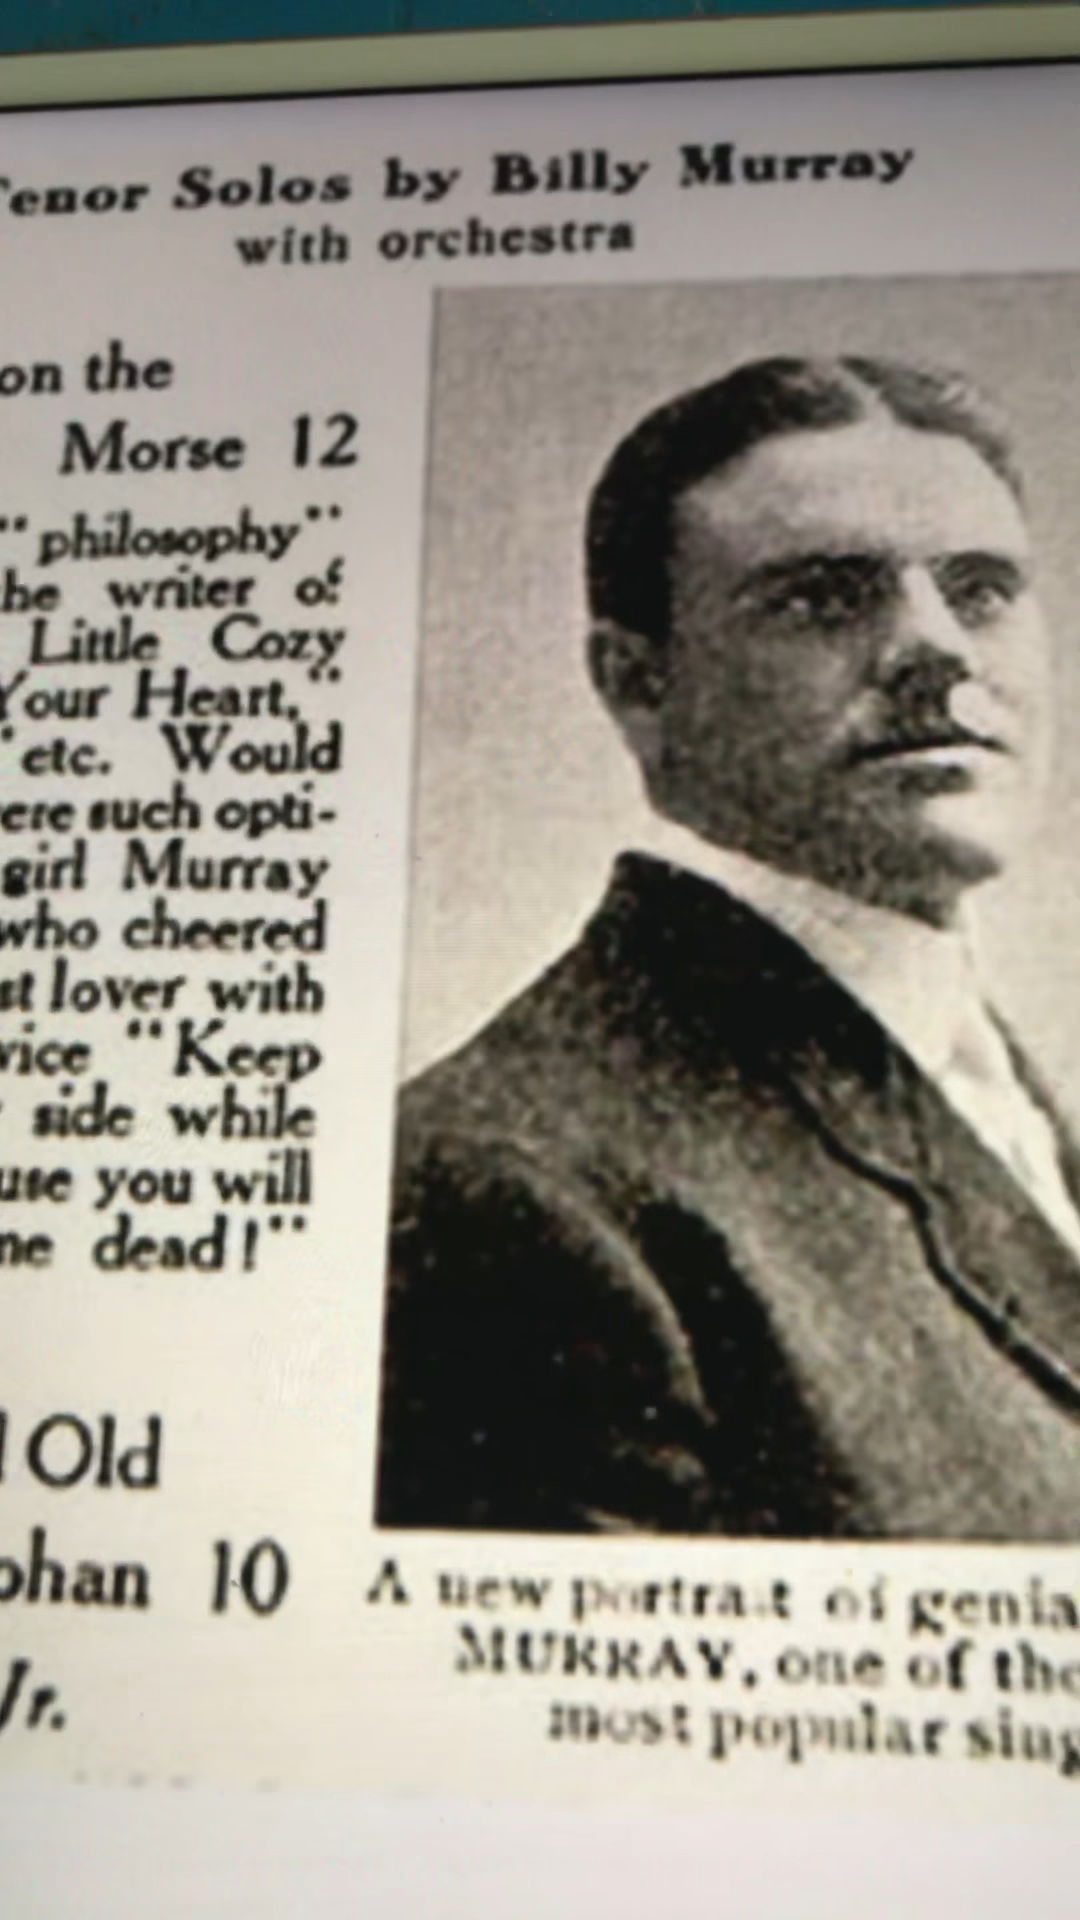 Tenor Solos by Billy Murray
with orchestra
on the
Morse 12
"philosophy"
he writer of
Little Cozy
Your Heart,"
"etc. Would
ere such opti-
girl Murray
who cheered
st lover with
vice "Keep
side while
use you will
me dead!"
Old
ohan 10
Jr.
A new portrait of genia
MURRAY, one of the
most popular sing